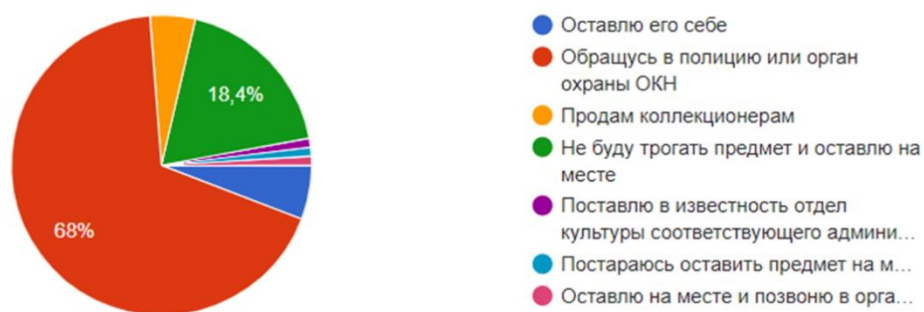 18,4%
68%
Оставлю его себе
Обращусь в полицию или орган
охраны ОКН
Продам коллекционерам
Не буду трогать предмет и оставлю на
месте
Поставлю в известность отдел
культуры соответствующего админи…
Постараюсь оставить предмет на м…
Оставлю на месте и позвоню в орга…